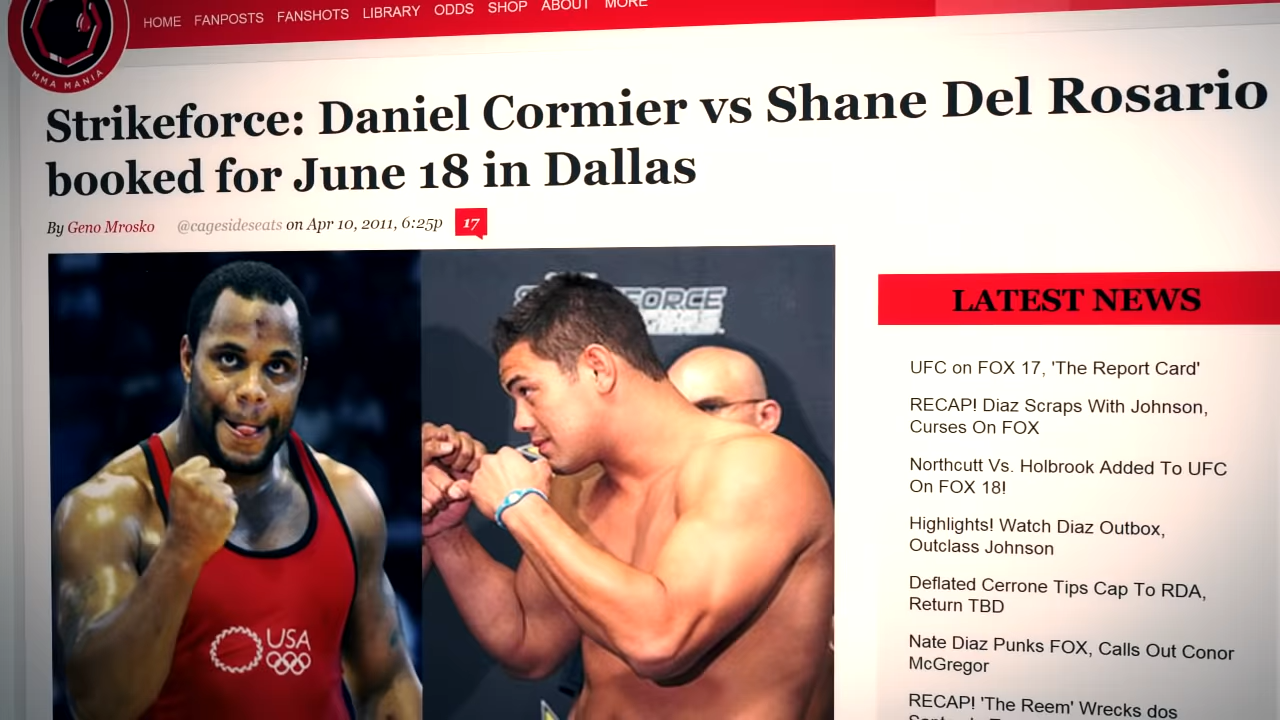 HOME FANPOSTS FANSHOTS LIBRARY ODDS SHOP ABOUT MORE
MMA MANIA
Strikeforce: Daniel Cormier vs Shane Del Rosario
booked for June 18 in Dallas
By Geno Mrosko @cagesideseats on Apr 10, 2011, 6:25p 17
LATEST NEWS
UFC on FOX 17, 'The Report Card'
RECAP! Diaz Scraps With Johnson,
Curses On FOX
Northcutt Vs. Holbrook Added To UFC
On FOX 18!
Highlights! Watch Diaz Outbox,
Outclass Johnson
Deflated Cerrone Tips Cap To RDA,
Return TBD
Nate Diaz Punks FOX, Calls Out Conor
McGregor
RECAP! 'The Reem' Wrecks dos
USA